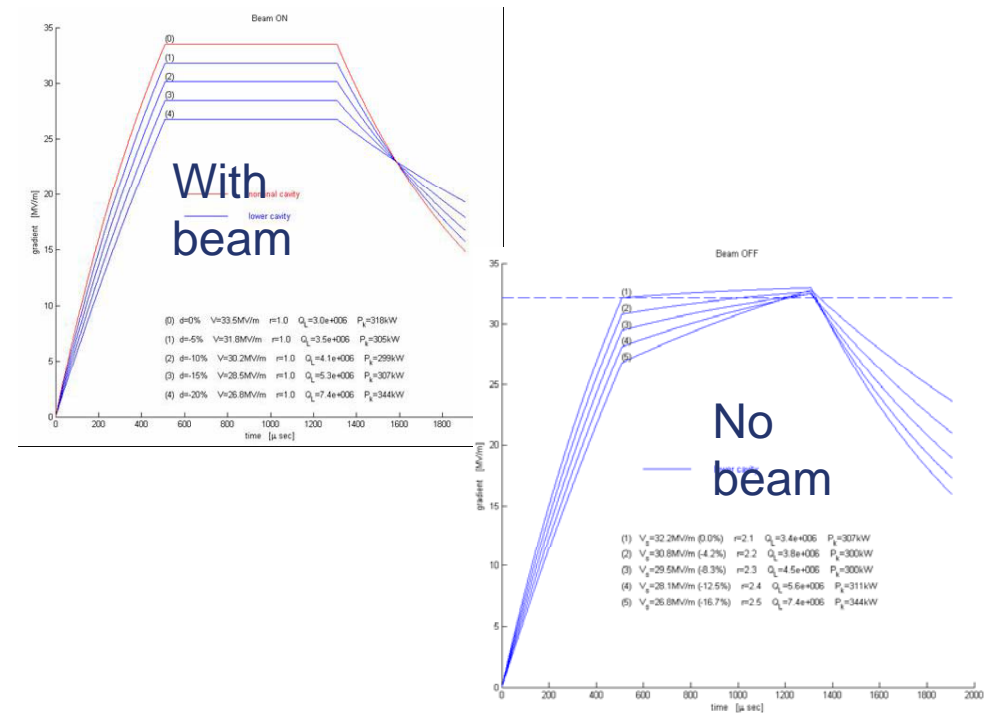 Beam ON
35
30
25
20
15
10
5
0
gradient [MV/m]
(0)
(1)
(2)
(3)
(4)
With
beam
lower cavity
(0) d=0% V=33.5MV/m r=1.0 Q_L=3.0e+006 P_k=318kW
(1) d=-5% V=31.8MV/m r=1.0 Q_L=3.5e+006 P_k=305kW
(2) d=-10% V=30.2MV/m r=1.0 Q_L=4.1e+006 P_k=299kW
(3) d=-15% V=28.5MV/m r=1.0 Q_L=5.3e+006 P_k=307kW
(4) d=-20% V=26.8MV/m r=1.0 Q_L=7.4e+006 P_k=344kW
0 200 400 600 800 1000 1200 1400 1600 1800
time [μ sec]
Beam OFF
35
30
25
20
15
10
5
0
gradient [MV/m]
(1)
(2)
(3)
(4)
(5)
No
beam
cavity
(1) V_s=32.2MV/m (0.0%) r=2.1 Q_L=3.4e+006 P_k=307kW
(2) V_s=30.8MV/m (-4.2%) r=2.2 Q_L=3.8e+006 P_k=300kW
(3) V_s=29.5MV/m (-8.3%) r=2.3 Q_L=4.5e+006 P_k=300kW
(4) V_s=28.1MV/m (-12.5%) r=2.4 Q_L=5.6e+006 P_k=311kW
(5) V_s=26.8MV/m (-16.7%) r=2.5 Q_L=7.4e+006 P_k=344kW
0 200 400 600 800 1000 1200 1400 1600 1800 2000
time [μ sec]